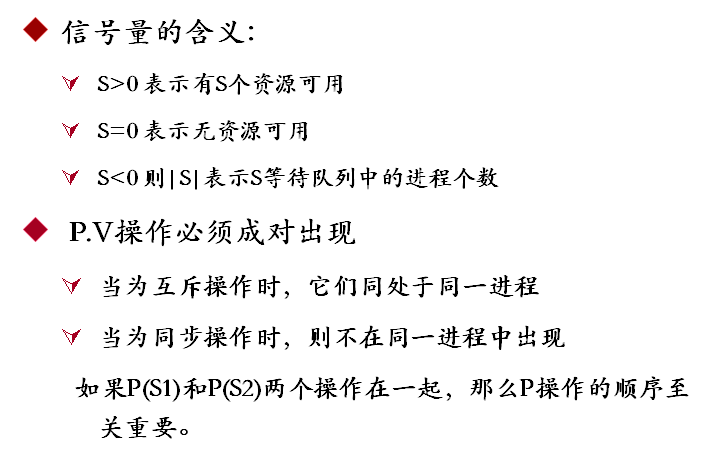 信号量的含义:
S>0 表示有S个资源可用
S=0 表示无资源可用
S<0 则|S|表示S等待队列中的进程个数
P.V操作必须成对出现
当为互斥操作时，它们同处于同一进程
当为同步操作时，则不在同一进程中出现
如果P(S1)和P(S2)两个操作在一起，那么P操作的顺序至
关重要。